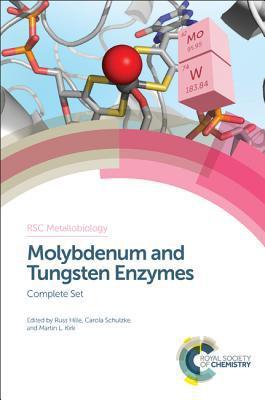 42
Mo
95.95
74
W
183.84
RSC Metallobiology
Molybdenum and
Tungsten Enzymes
Complete Set
Edited by Russ Hille, Carola Schulzke,
and Martin L. Kirk
ROYAL SOCIETY
OF CHEMISTRY